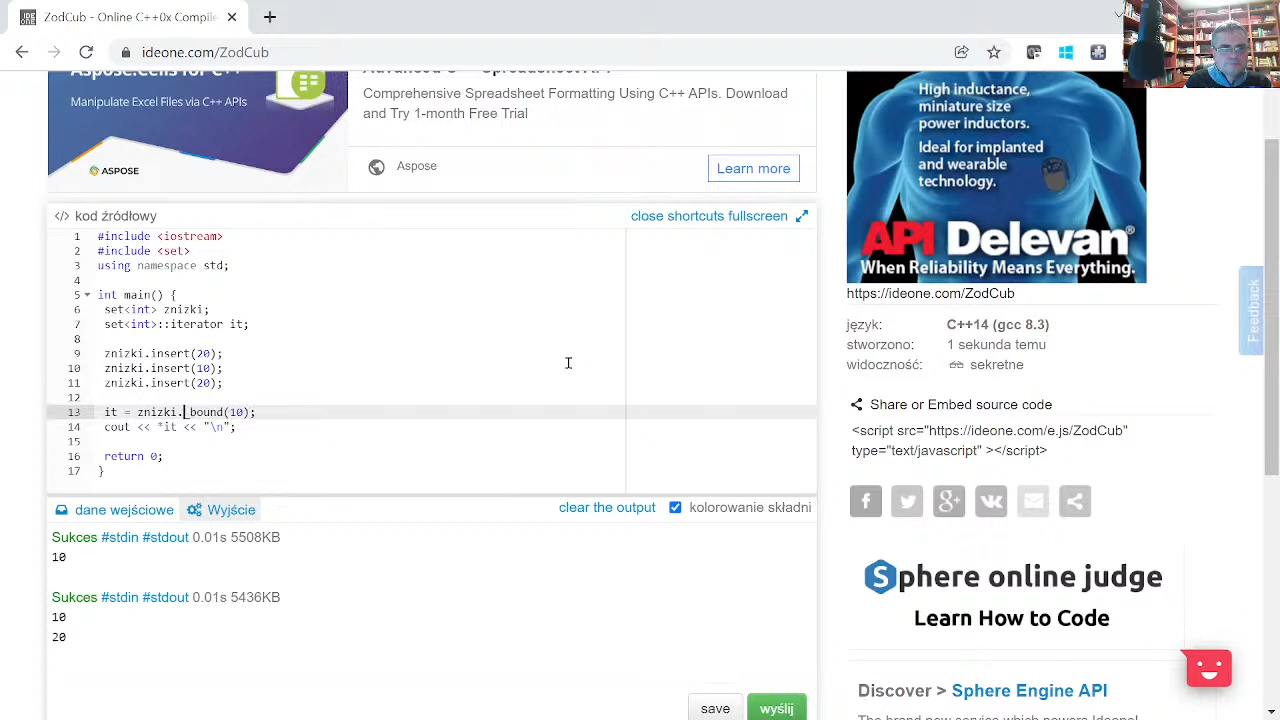 ZodCub - Online C++0x Compile
ideone.com/ZodCub
Manipulate Excel Files via C++ APIs
ASPOSE
Comprehensive Spreadsheet Formatting Using C++ APIs. Download
and Try 1-month Free Trial
Aspose
Learn more
High inductance,
miniature size
power inductors.
Ideal for implanted
and wearable
technology.
API Delevan®
When Reliability Means Everything.
</> kod źródłowy
close shortcuts fullscreen
1 #include <iostream>
2 #include <set>
3 using namespace std;
4
5 int main() {
6 set<int> znizki;
7 set<int>::iterator it;
8
9 znizki.insert(20);
10 znizki.insert(10);
11 znizki.insert(20);
12
13 it = znizki._bound(10);
14 cout << *it << "\n";
15
16 return 0;
17 }
dane wejściowe
Wyjście
clear the output
kolorowanie składni
Sukces #stdin #stdout 0.01s 5508KB
10
Sukces #stdin #stdout 0.01s 5436KB
10
20
save
wyślij
https://ideone.com/ZodCub
język: C++14 (gcc 8.3)
stworzono: 1 sekunda temu
widoczność: sekretne
Share or Embed source code
<script src="https://ideone.com/e.js/ZodCub"
type="text/javascript" ></script>
Sphere online judge
Learn How to Code
Discover > Sphere Engine API
Feedback